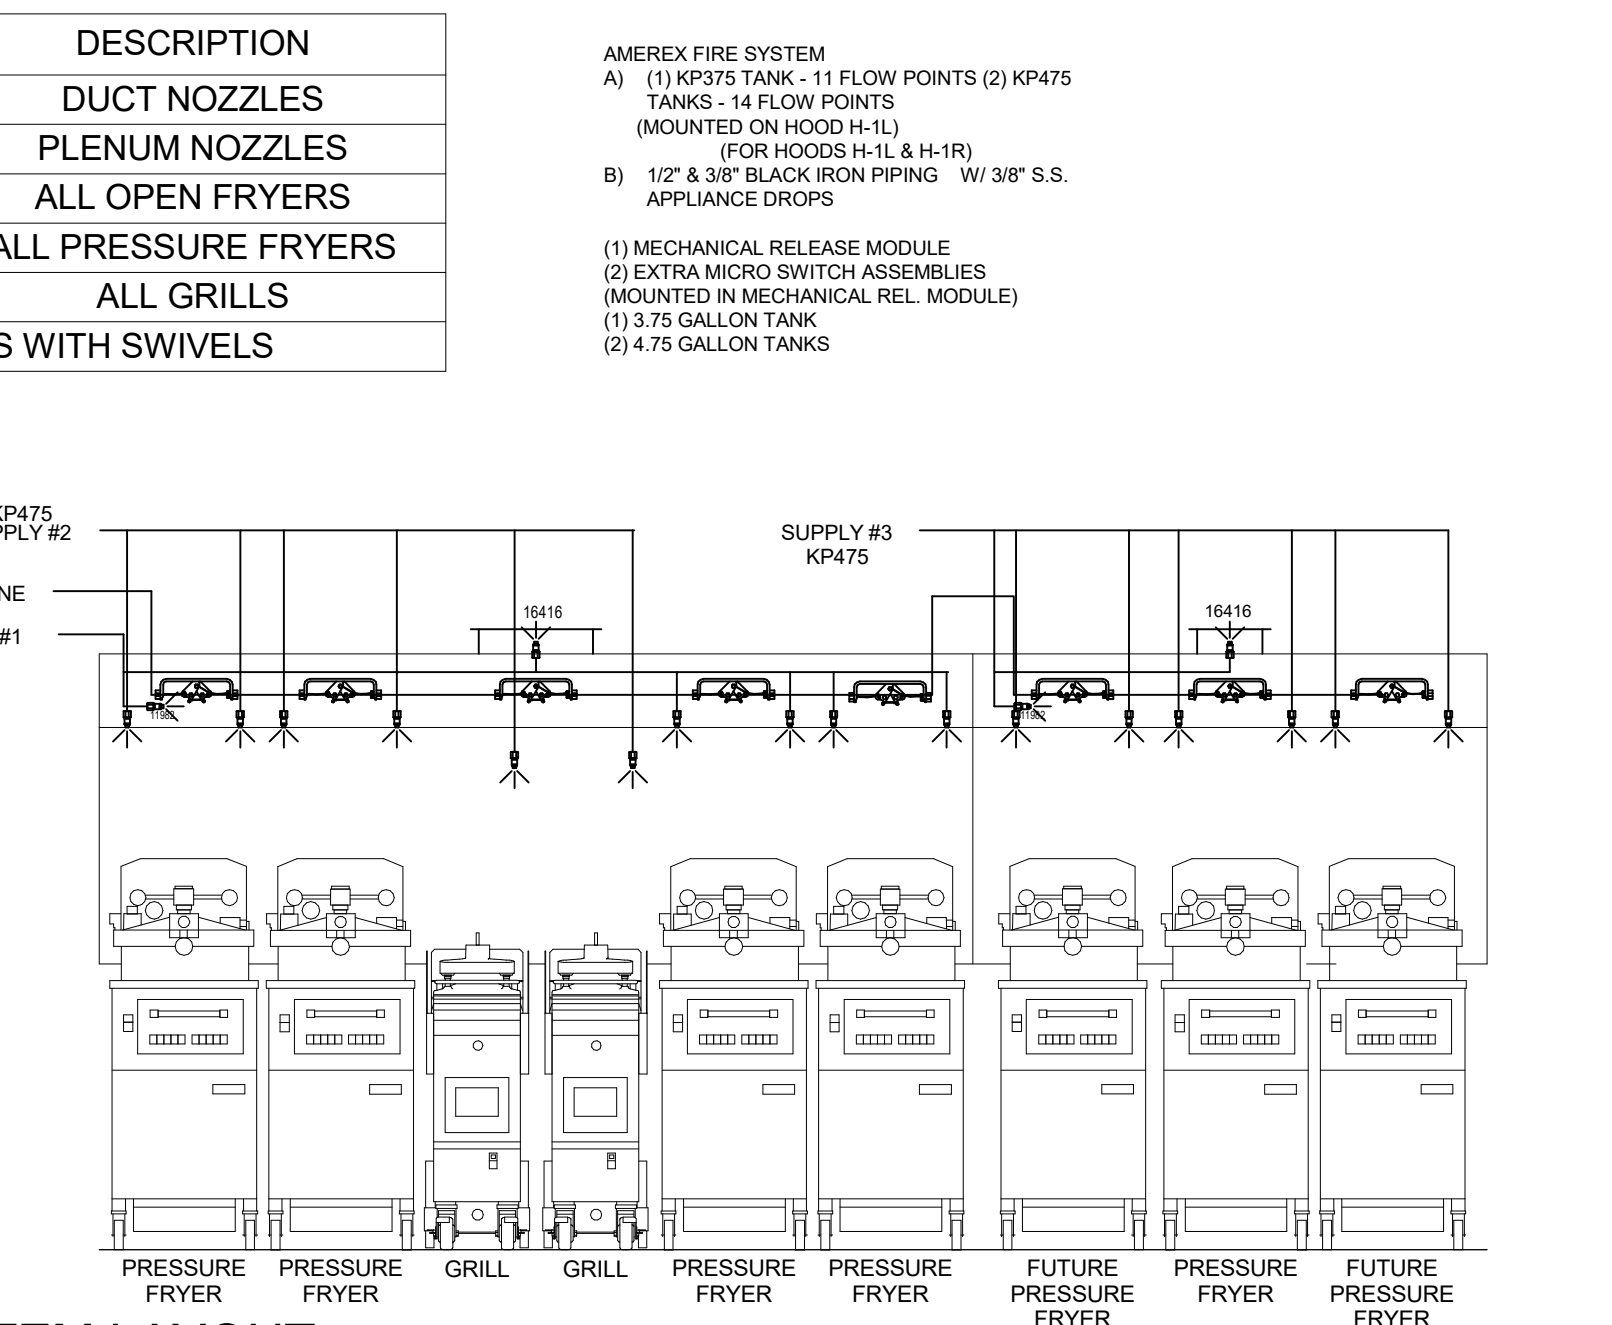 DESCRIPTION
DUCT NOZZLES
PLENUM NOZZLES
ALL OPEN FRYERS
ALL PRESSURE FRYERS
ALL GRILLS
S WITH SWIVELS
AMEREX FIRE SYSTEM
A) (1) KP375 TANK - 11 FLOW POINTS (2) KP475
TANKS - 14 FLOW POINTS
(MOUNTED ON HOOD H-1L)
(FOR HOODS H-1L & H-1R)
B) 1/2" & 3/8" BLACK IRON PIPING W/ 3/8" S.S.
APPLIANCE DROPS
(1) MECHANICAL RELEASE MODULE
(2) EXTRA MICRO SWITCH ASSEMBLIES
(MOUNTED IN MECHANICAL REL. MODULE)
(1) 3.75 GALLON TANK
(2) 4.75 GALLON TANKS
KP475
PPLY #2
NE
#1
SUPPLY #3
KP475
16416
16416
11982
11982
PRESSURE
FRYER
PRESSURE
FRYER
GRILL
GRILL
PRESSURE
FRYER
PRESSURE
FRYER
FUTURE
PRESSURE
FRYER
PRESSURE
FRYER
FUTURE
PRESSURE
FRYER